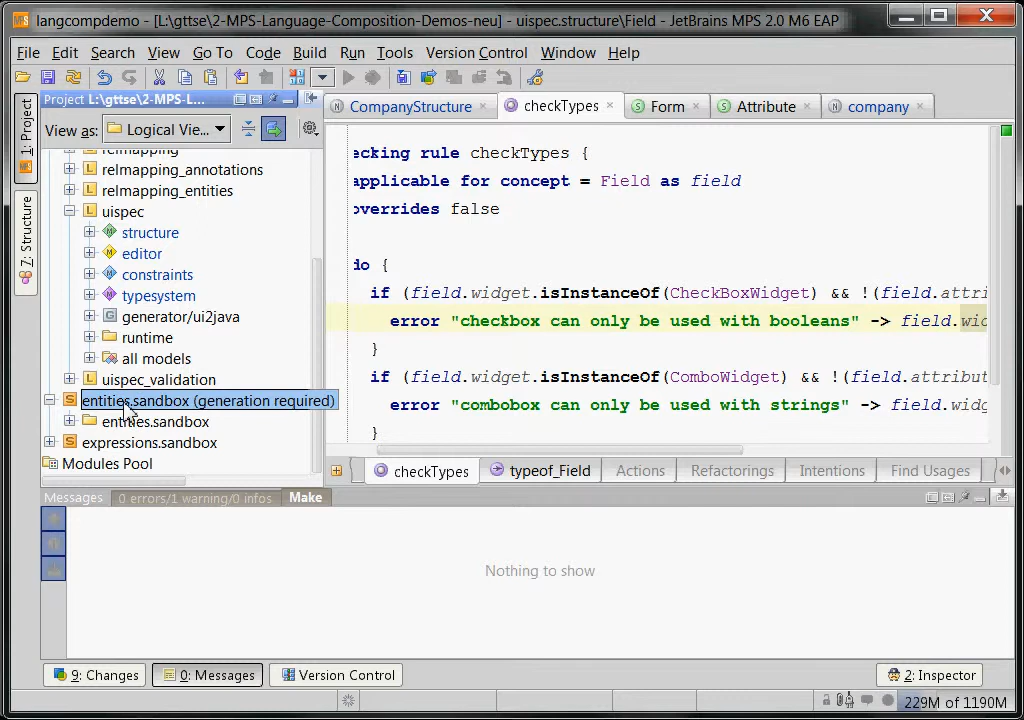 langcompdemo - [L:\gttse\2-MPS-Language-Composition-Demos-neu] - uispec.structure\Field - JetBrains MPS 2.0 M6 EAP
File Edit Search View Go To Code Build Run Tools Version Control Window Help
Project L:\gttse\2-MPS-L...
CompanyStructure
checkTypes
Form
Attribute
company
1: Project
Z: Structure
View as: Logical Vie...
relmapping
relmapping_annotations
relmapping_entities
uispec
structure
editor
constraints
typesystem
generator/ui2java
runtime
all models
uispec_validation
entities.sandbox (generation required)
entities.sandbox
expressions.sandbox
Modules Pool
ecking rule checkTypes {
applicable for concept = Field as field
overrides false
do {
if (field.widget.isInstanceOf(CheckBoxWidget) && !(field.attri
error "checkbox can only be used with booleans" -> field.wid
}
if (field.widget.isInstanceOf(ComboWidget) && !(field.attribut
error "combobox can only be used with strings" -> field.widg
}
checkTypes typeof_Field Actions Refactorings Intentions Find Usages
Messages 0 errors/1 warning/0 infos Make
Nothing to show
9: Changes 0: Messages Version Control 2: Inspector
229M of 1190M